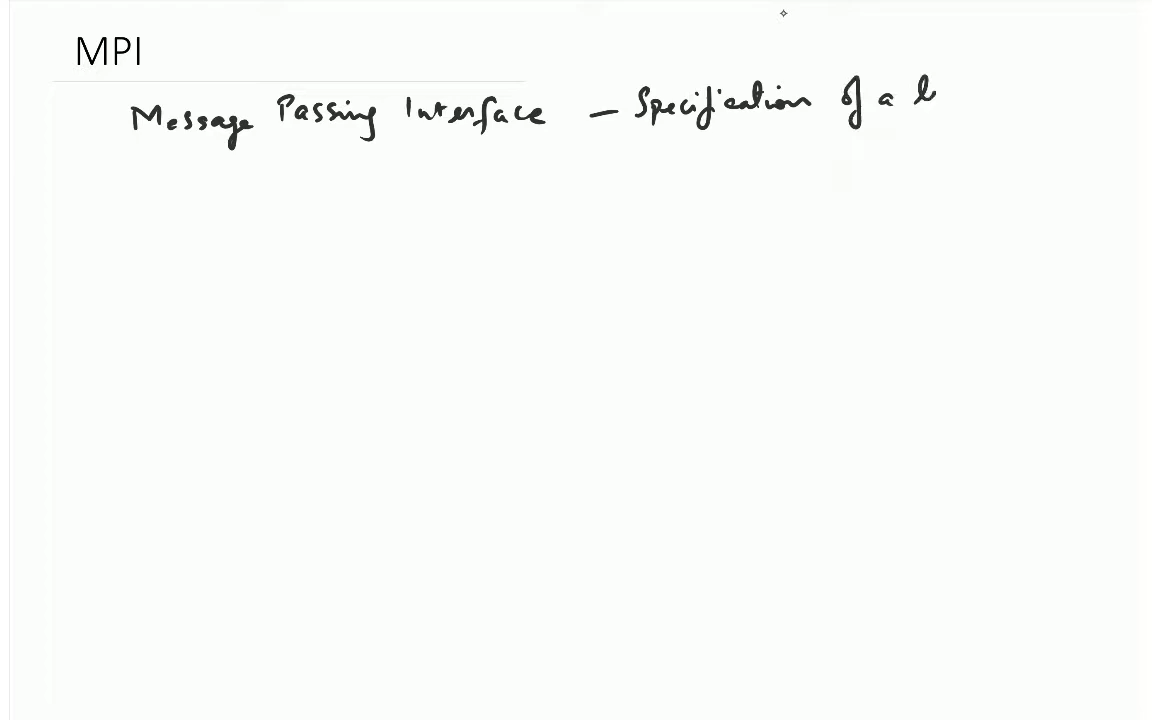 MPI
Message Passing Interface – Specification of a l